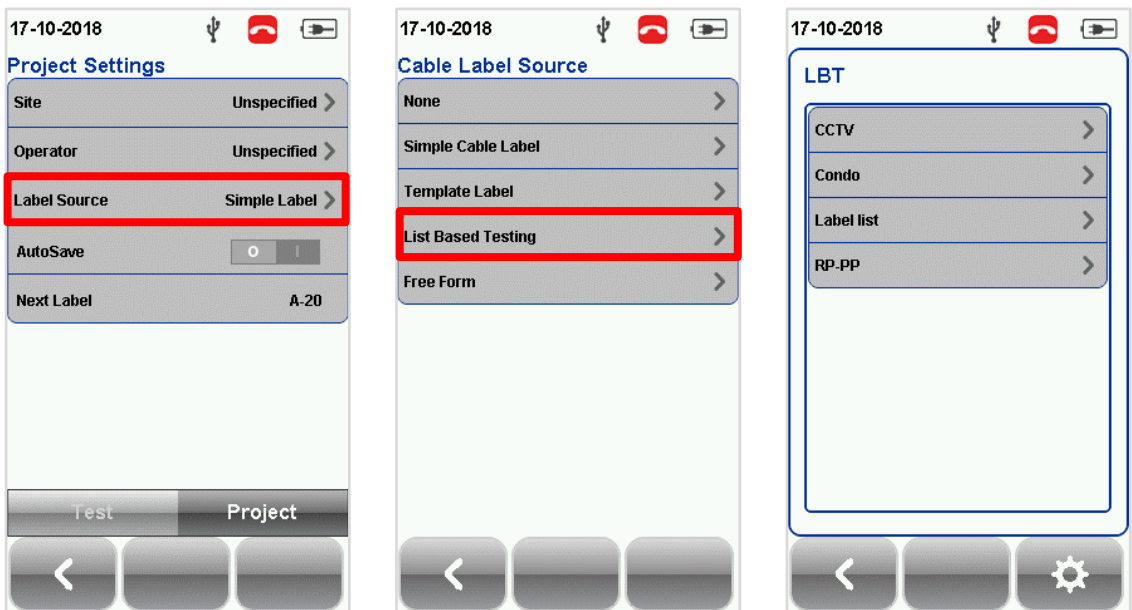 17-10-2018
Project Settings
Site Unspecified
Operator Unspecified
Label Source Simple Label
AutoSave O I
Next Label A-20
Test Project
17-10-2018
Cable Label Source
None
Simple Cable Label
Template Label
List Based Testing
Free Form
17-10-2018
LBT
CCTV
Condo
Label list
RP-PP